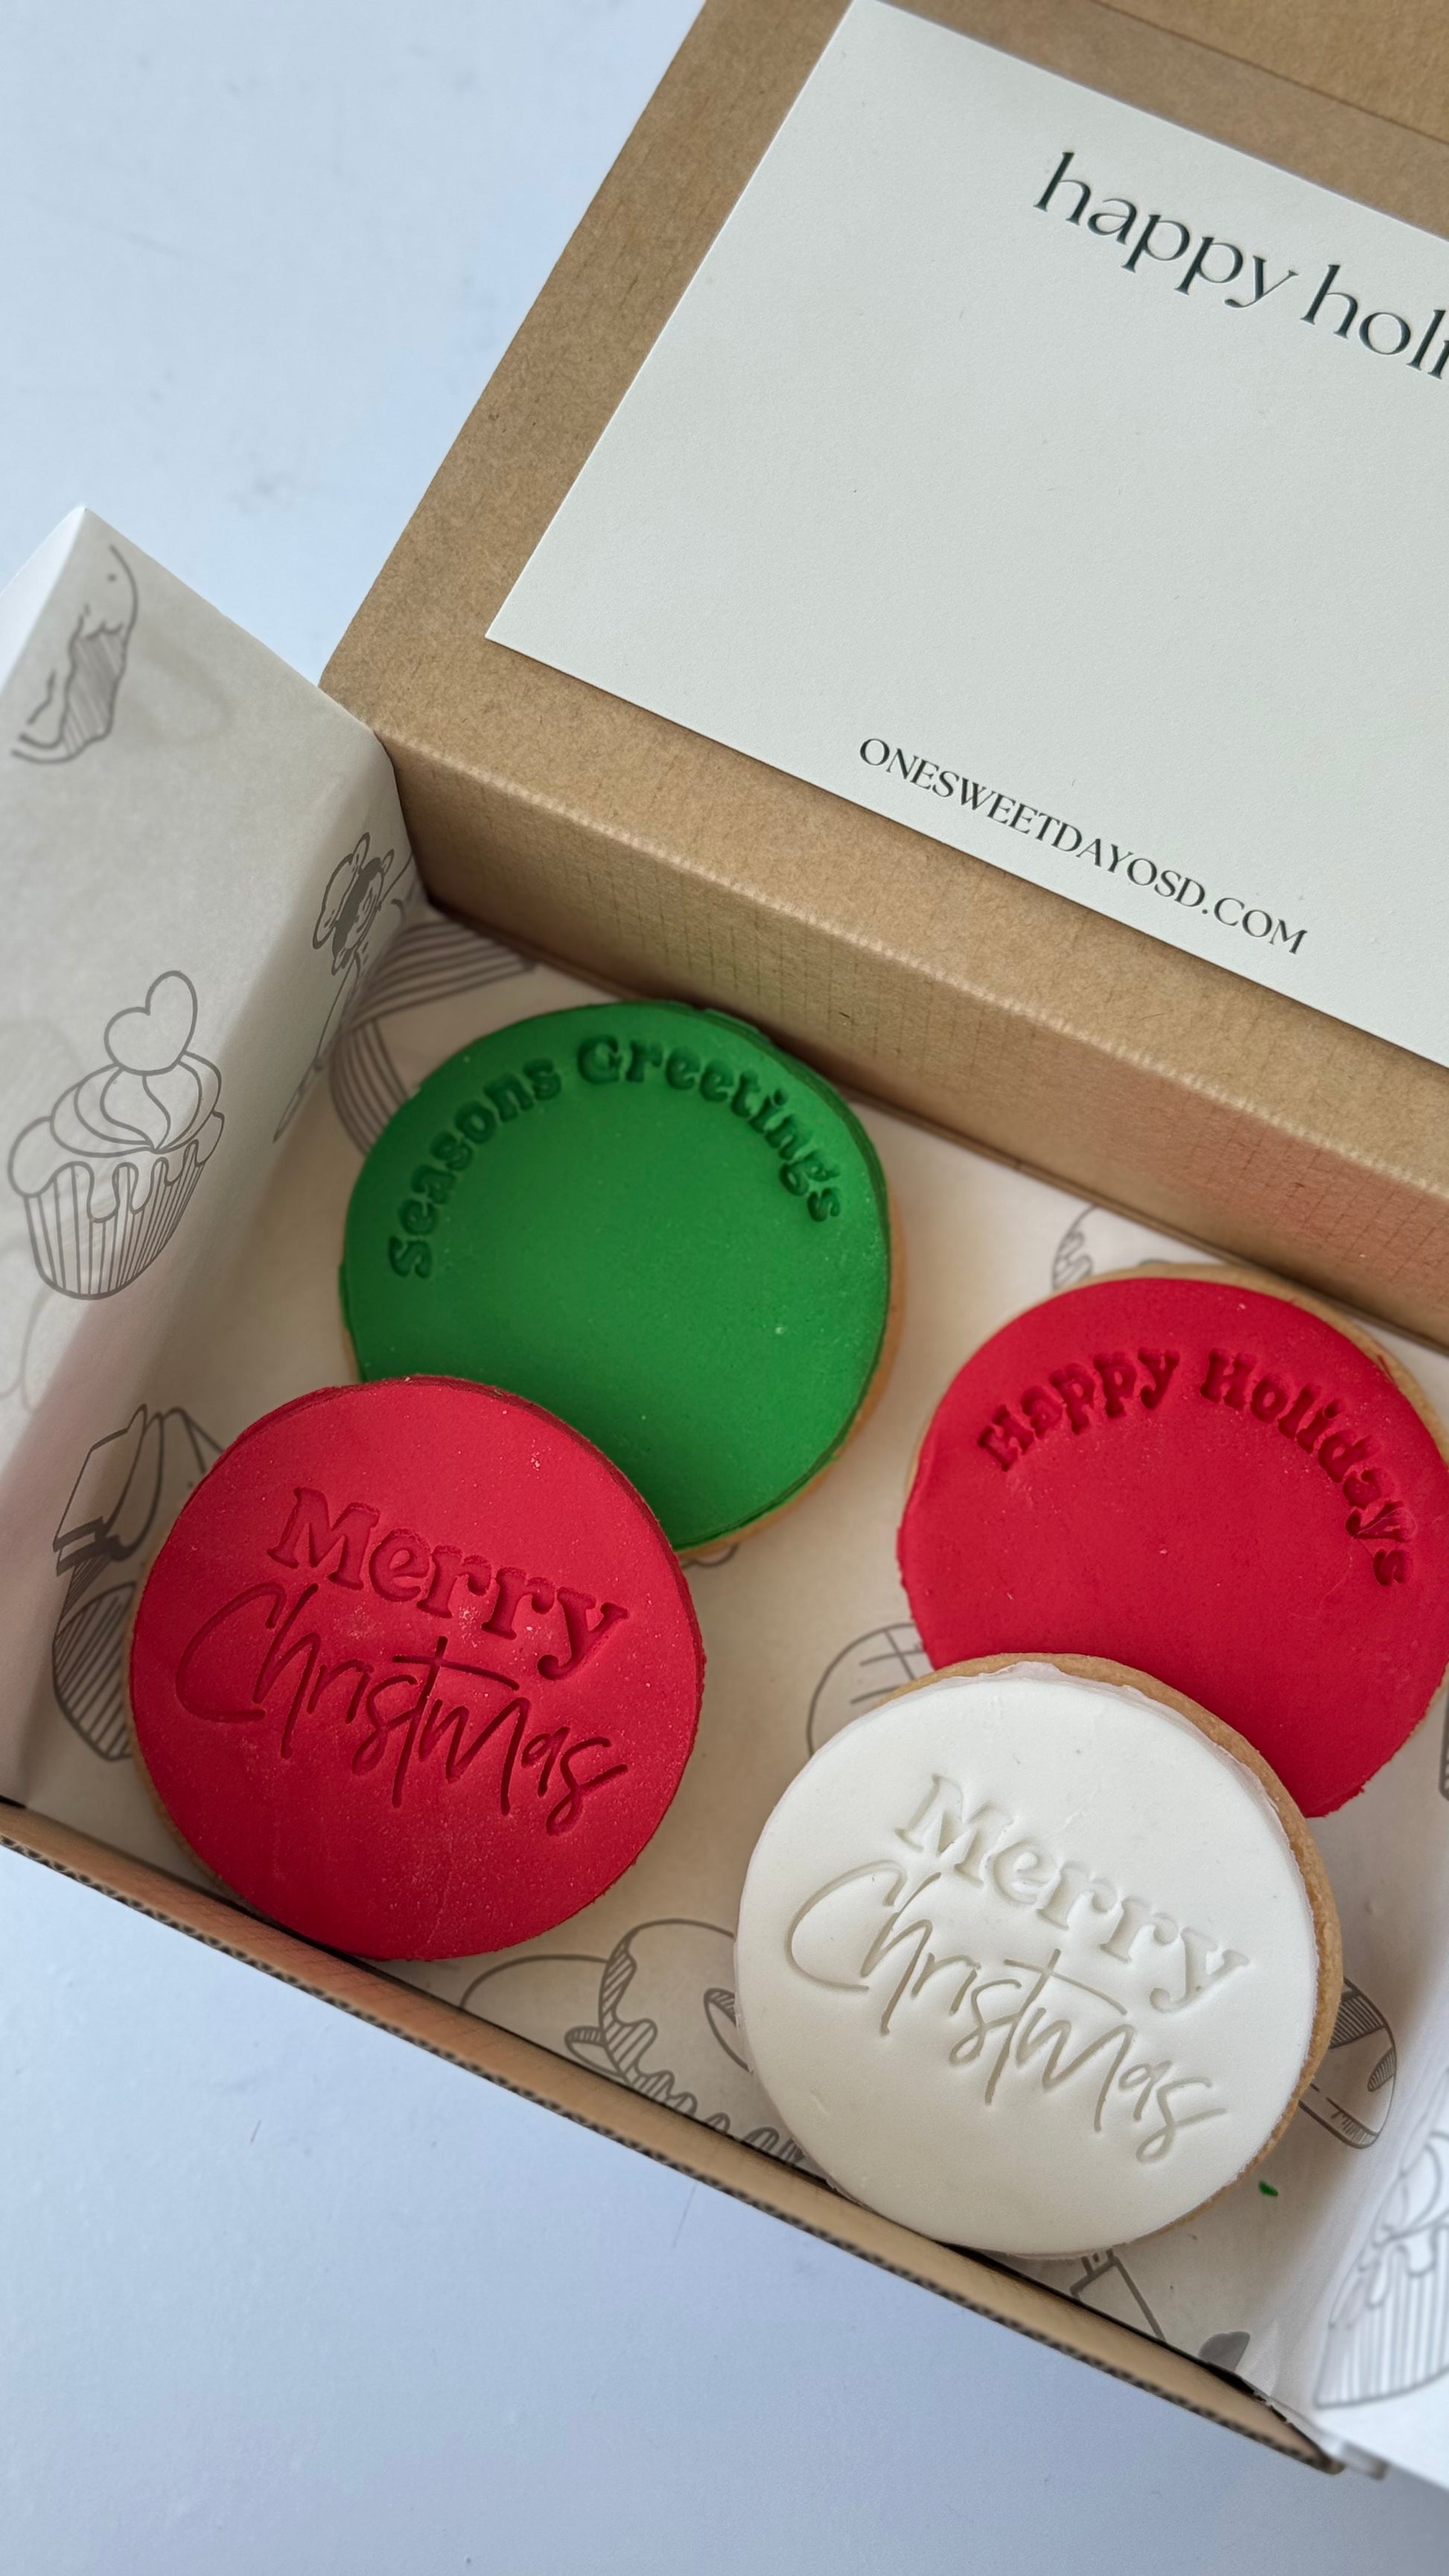 happy holi
ONESWEETDAYOSD.COM
Seasons Greetings
Happy Holidays
Merry
Christmas
Merry
Christmas